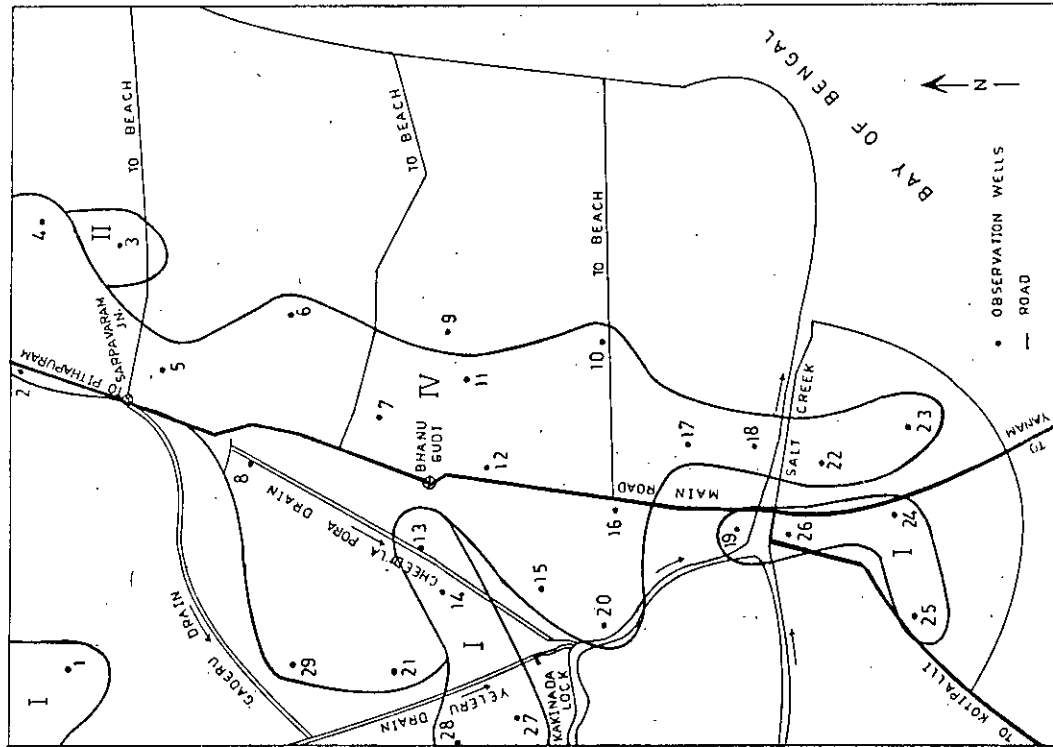 TO BEACH
4
II
3
2
TO PITHAPURAM
SARPAVARAM
JN.
5
6
TO BEACH
9
IV
11
7
10
TO BEACH
BHANU
GUDI
12
8
CHEEDILLA PORA DRAIN
13
14
15
16
MAIN
ROAD
17
18
SALT CREEK
22
23
TO
YANAM
19
26
24
I
25
TO KOTIPALLI
20
I
KAKINADA
LOCK
YELERU DRAIN
27
28
21
29
GADERU DRAIN
1
I
BAY OF BENGAL
N
• OBSERVATION WELLS
— ROAD